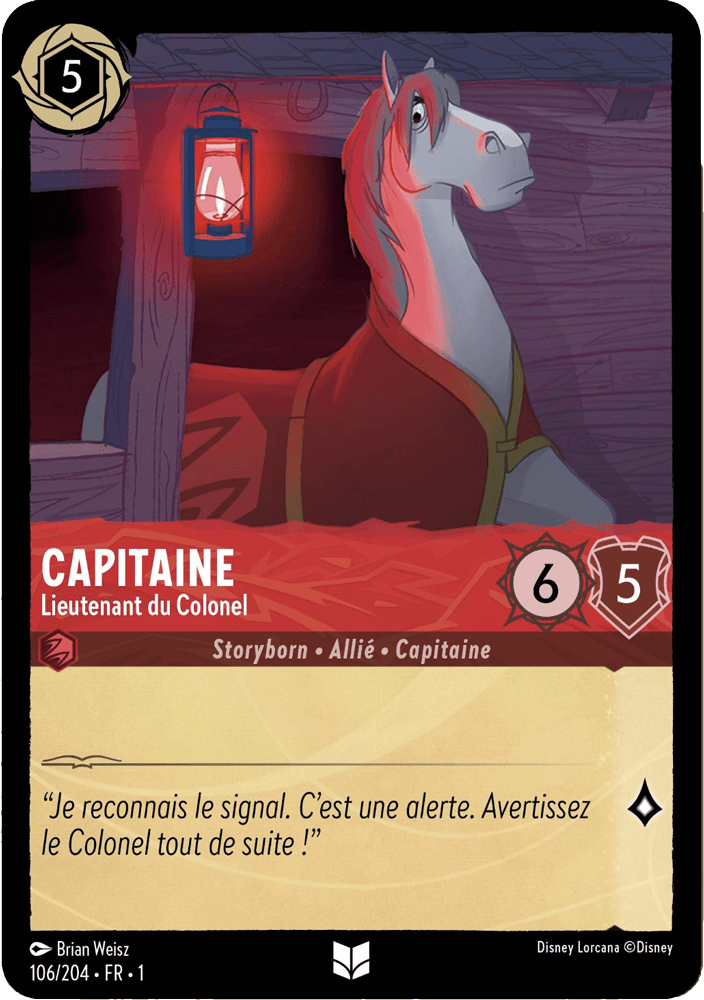 5
CAPITAINE
Lieutenant du Colonel
6
5
Storyborn • Allié • Capitaine
“Je reconnais le signal. C’est une alerte. Avertissez
le Colonel tout de suite !”
Brian Weisz
Disney Lorcana ©Disney
106/204 • FR • 1